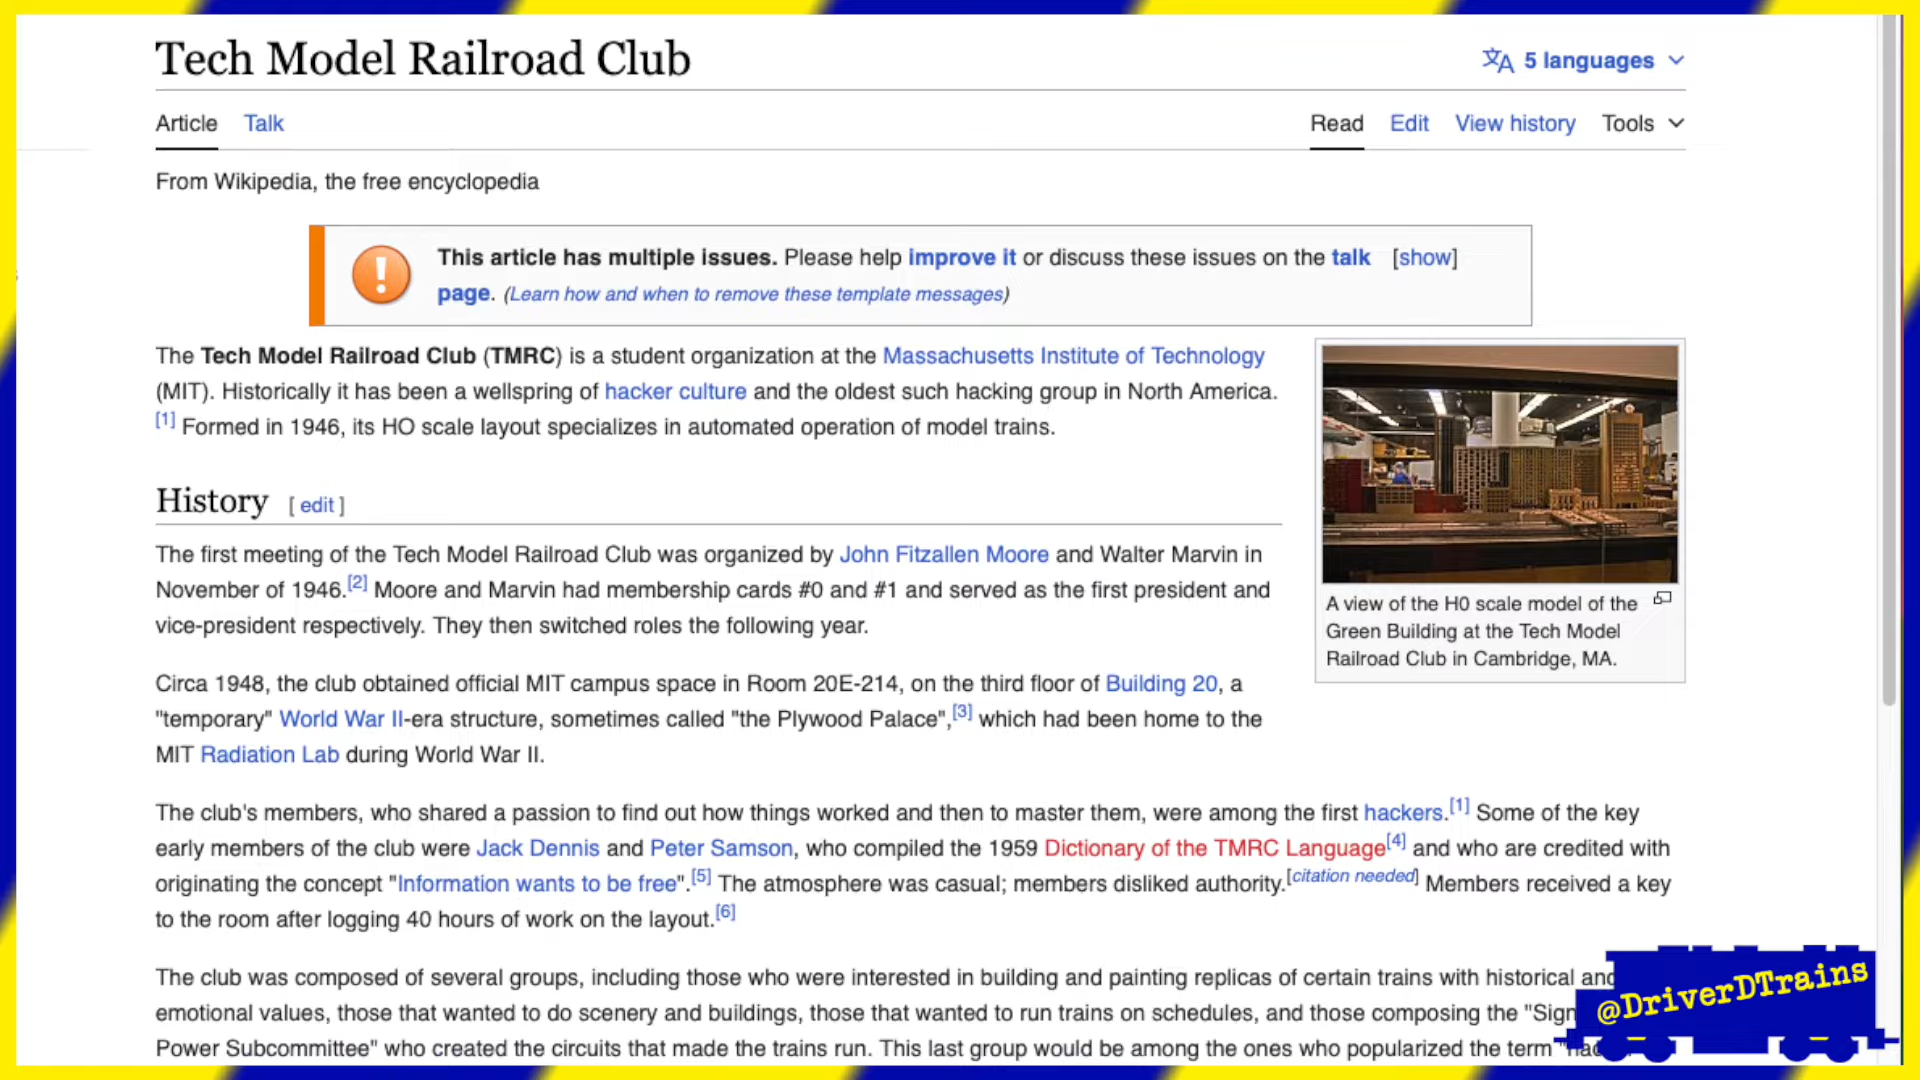 Tech Model Railroad Club
5 languages
Article Talk Read Edit View history Tools
From Wikipedia, the free encyclopedia
This article has multiple issues. Please help improve it or discuss these issues on the talk [show]
page. (Learn how and when to remove these template messages)
The Tech Model Railroad Club (TMRC) is a student organization at the Massachusetts Institute of Technology
(MIT). Historically it has been a wellspring of hacker culture and the oldest such hacking group in North America.
[1] Formed in 1946, its HO scale layout specializes in automated operation of model trains.
A view of the H0 scale model of the
Green Building at the Tech Model
Railroad Club in Cambridge, MA.
History [ edit ]
The first meeting of the Tech Model Railroad Club was organized by John Fitzallen Moore and Walter Marvin in
November of 1946.[2] Moore and Marvin had membership cards #0 and #1 and served as the first president and
vice-president respectively. They then switched roles the following year.
Circa 1948, the club obtained official MIT campus space in Room 20E-214, on the third floor of Building 20, a
"temporary" World War II-era structure, sometimes called "the Plywood Palace",[3] which had been home to the
MIT Radiation Lab during World War II.
The club's members, who shared a passion to find out how things worked and then to master them, were among the first hackers.[1] Some of the key
early members of the club were Jack Dennis and Peter Samson, who compiled the 1959 Dictionary of the TMRC Language[4] and who are credited with
originating the concept "Information wants to be free".[5] The atmosphere was casual; members disliked authority.[citation needed] Members received a key
to the room after logging 40 hours of work on the layout.[6]
The club was composed of several groups, including those who were interested in building and painting replicas of certain trains with historical and
emotional values, those that wanted to do scenery and buildings, those that wanted to run trains on schedules, and those composing the "Sign
Power Subcommittee" who created the circuits that made the trains run. This last group would be among the ones who popularized the term
@DriverDTrains